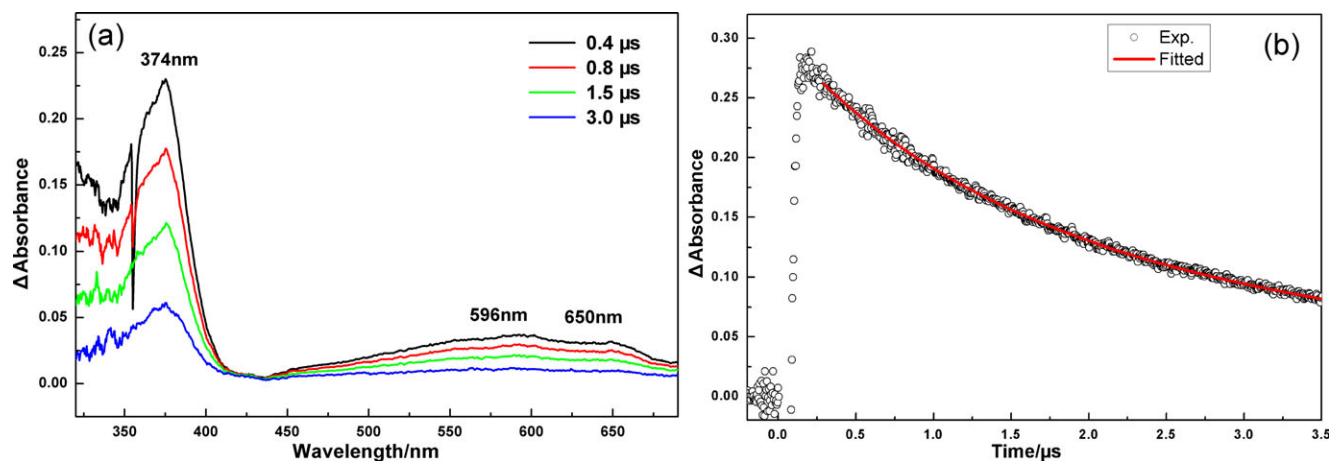 (a)
374nm
0.4 µs
0.8 µs
1.5 µs
3.0 µs
596nm
650nm
0.25
0.20
0.15
0.10
0.05
0.00
Δ Absorbance
350 400 450 500 550 600 650
Wavelength/nm
(b)
Exp.
Fitted
0.30
0.25
0.20
0.15
0.10
0.05
0.00
Δ Absorbance
0.0 0.5 1.0 1.5 2.0 2.5 3.0 3.5
Time/µs